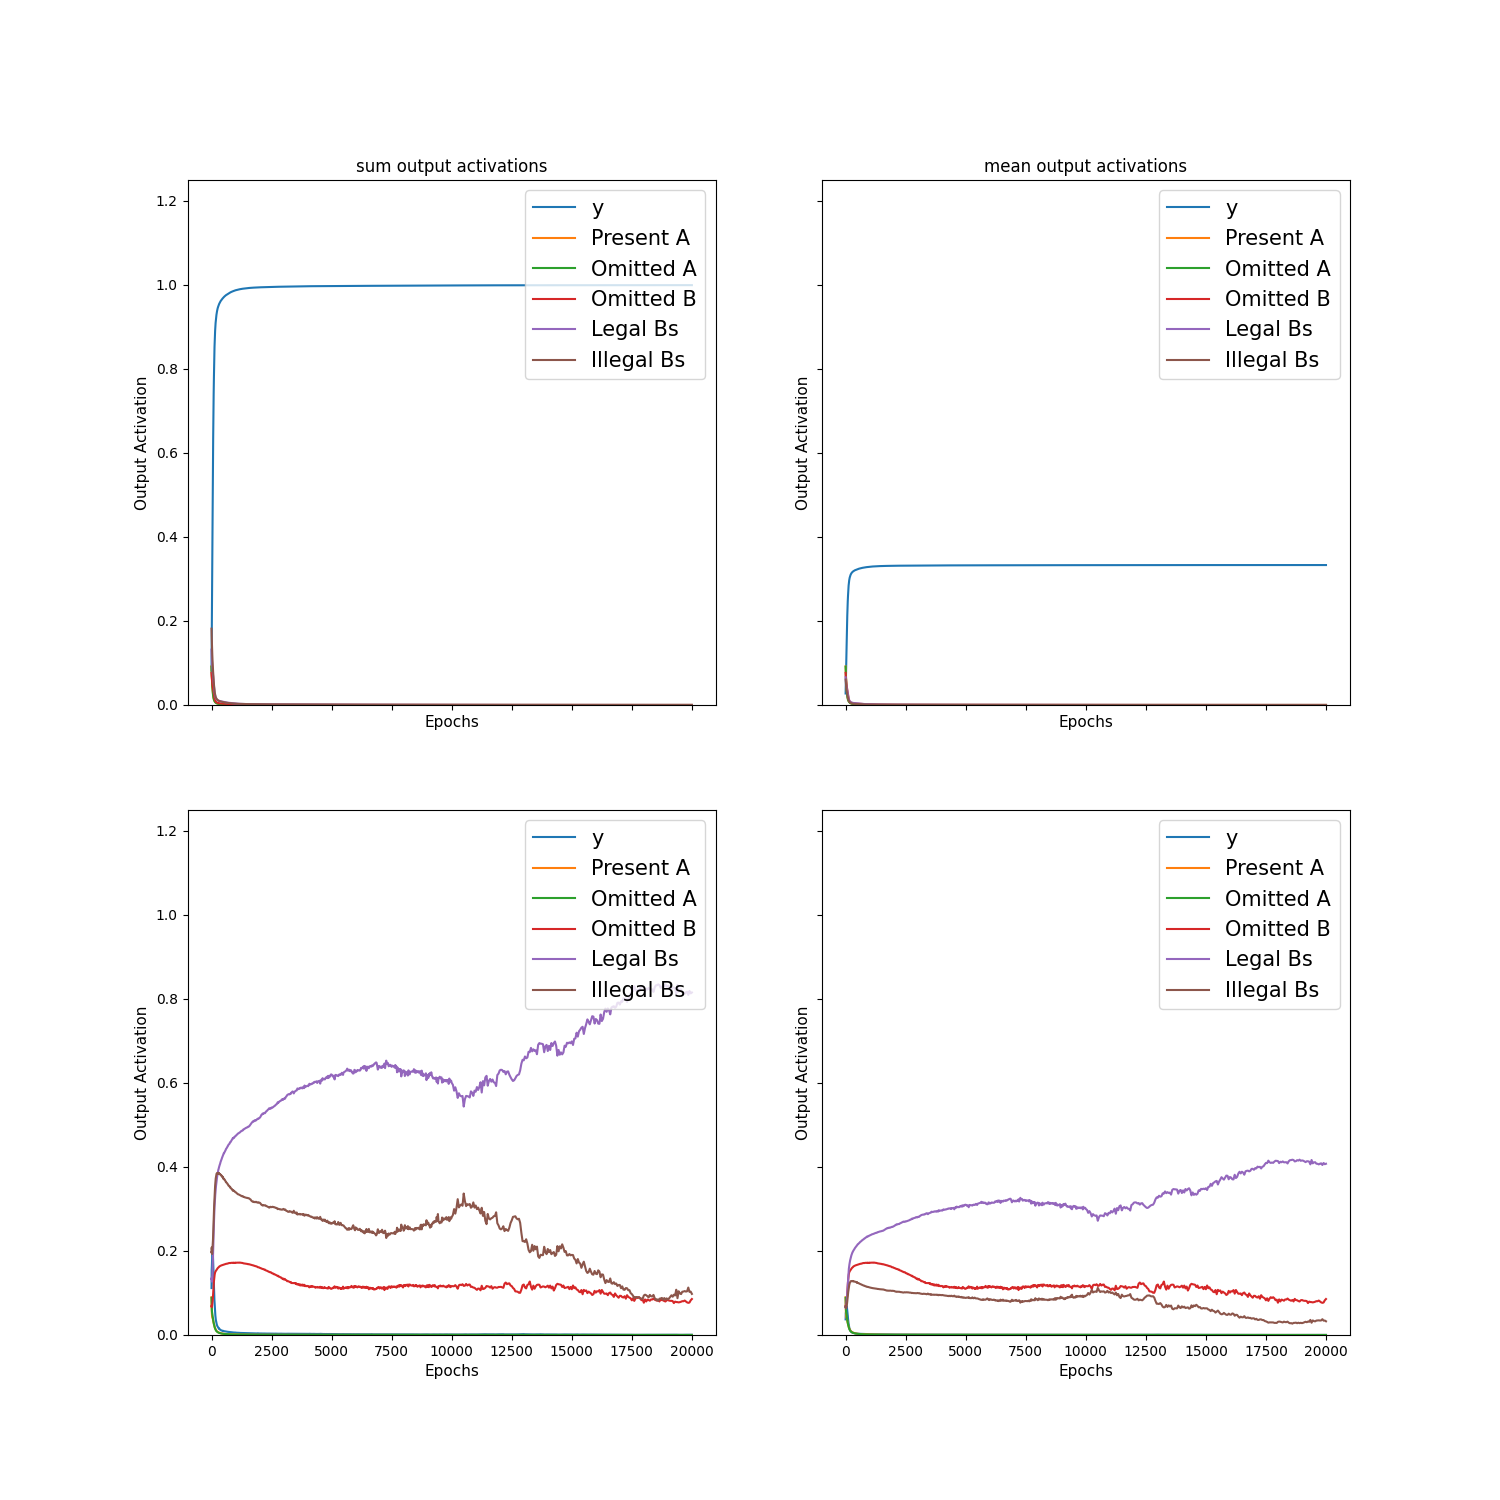 sum output activations
mean output activations
Output Activation
1.2
1.0
0.8
0.6
0.4
0.2
0.0
y
Present A
Omitted A
Omitted B
Legal Bs
Illegal Bs
Epochs
Output Activation
y
Present A
Omitted A
Omitted B
Legal Bs
Illegal Bs
Epochs
Output Activation
1.2
1.0
0.8
0.6
0.4
0.2
0.0
y
Present A
Omitted A
Omitted B
Legal Bs
Illegal Bs
0 2500 5000 7500 10000 12500 15000 17500 20000
Epochs
Output Activation
y
Present A
Omitted A
Omitted B
Legal Bs
Illegal Bs
0 2500 5000 7500 10000 12500 15000 17500 20000
Epochs